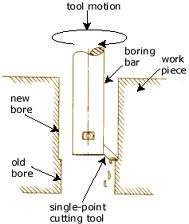 tool motion
boring
bar
work
piece
new
bore
old
bore
single-point
cutting tool